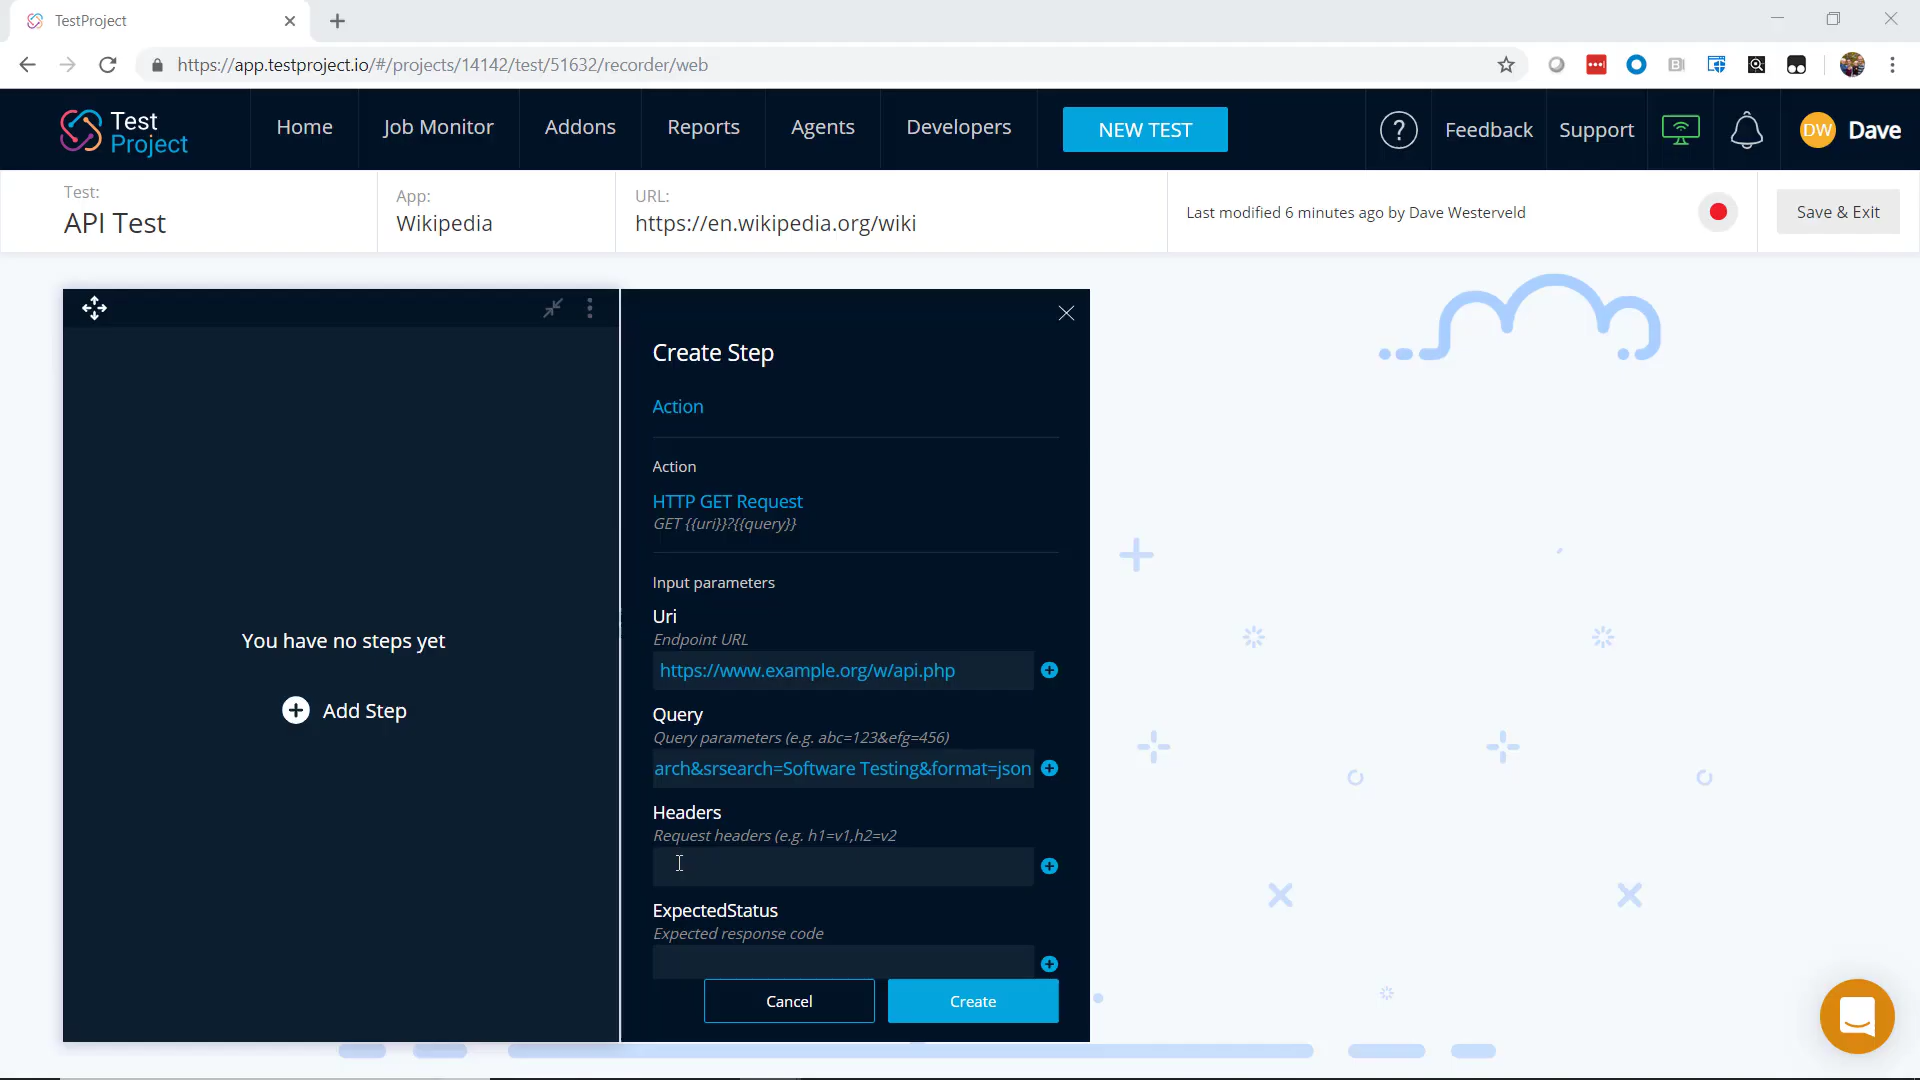 TestProject
https://app.testproject.io/#/projects/14142/test/51632/recorder/web
Test
Project
Home
Job Monitor
Addons
Reports
Agents
Developers
NEW TEST
?
Feedback
Support
DW
Dave
Test:
API Test
App:
Wikipedia
URL:
https://en.wikipedia.org/wiki
Last modified 6 minutes ago by Dave Westerveld
Save & Exit
You have no steps yet
Add Step
Create Step
Action
Action
HTTP GET Request
GET {{uri}}?{{query}}
Input parameters
Uri
Endpoint URL
https://www.example.org/w/api.php
Query
Query parameters (e.g. abc=123&efg=456)
arch&srsearch=Software Testing&format=json
Headers
Request headers (e.g. h1=v1,h2=v2
ExpectedStatus
Expected response code
Cancel
Create